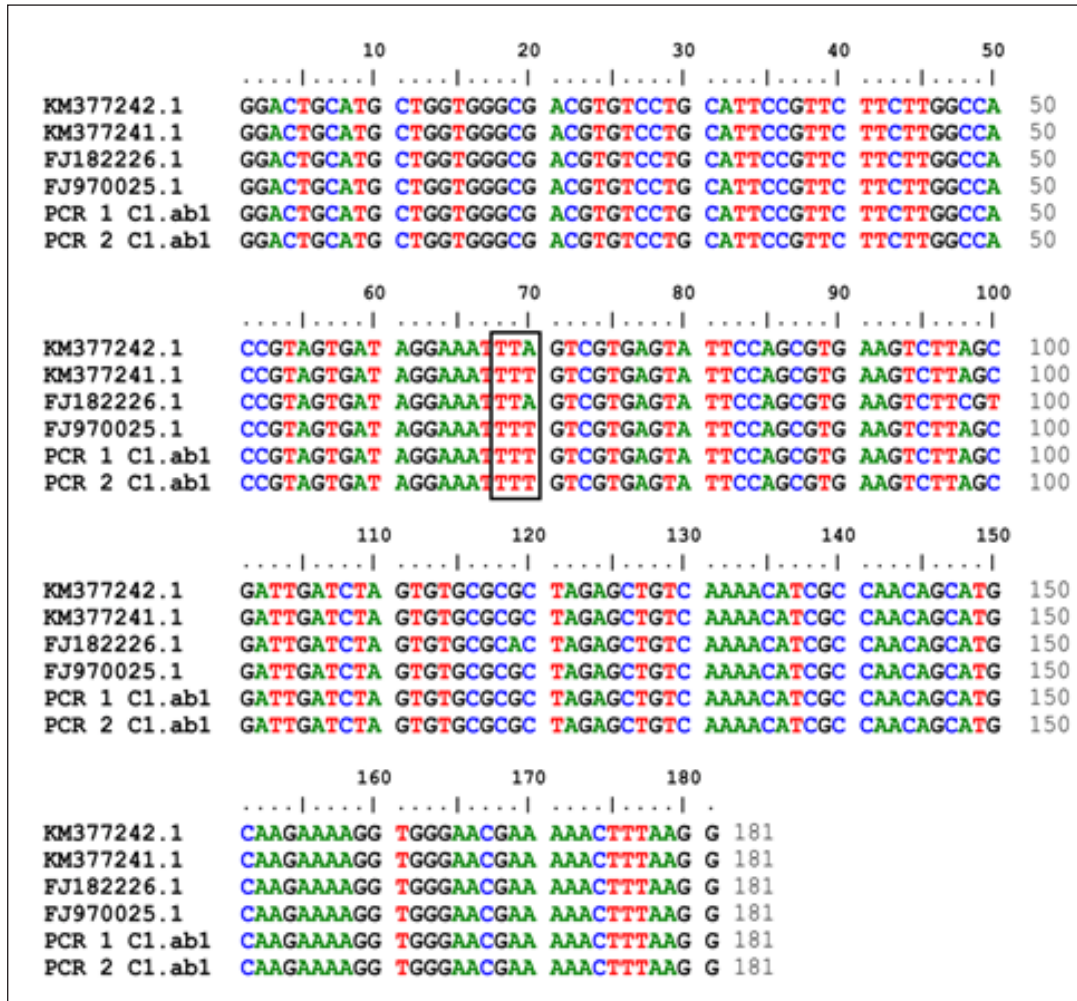 10 20 30 40 50
....|....| ....|....| ....|....| ....|....| ....|....|
KM377242.1 GGACTGCATG CTGGTGGGCG ACGTGTCCTG CATTCCGTTC TTCTTGGCCA 50
KM377241.1 GGACTGCATG CTGGTGGGCG ACGTGTCCTG CATTCCGTTC TTCTTGGCCA 50
FJ182226.1 GGACTGCATG CTGGTGGGCG ACGTGTCCTG CATTCCGTTC TTCTTGGCCA 50
FJ970025.1 GGACTGCATG CTGGTGGGCG ACGTGTCCTG CATTCCGTTC TTCTTGGCCA 50
PCR 1 C1.ab1 GGACTGCATG CTGGTGGGCG ACGTGTCCTG CATTCCGTTC TTCTTGGCCA 50
PCR 2 C1.ab1 GGACTGCATG CTGGTGGGCG ACGTGTCCTG CATTCCGTTC TTCTTGGCCA 50
60 70 80 90 100
....|....| ....|....| ....|....| ....|....| ....|....|
KM377242.1 CCGTAGTGAT AGGAAATTTA GTCGTGAGTA TTCCAGCGTG AAGTCTTAGC 100
KM377241.1 CCGTAGTGAT AGGAAATTTT GTCGTGAGTA TTCCAGCGTG AAGTCTTAGC 100
FJ182226.1 CCGTAGTGAT AGGAAATTTA GTCGTGAGTA TTCCAGCGTG AAGTCTTCGT 100
FJ970025.1 CCGTAGTGAT AGGAAATTTT GTCGTGAGTA TTCCAGCGTG AAGTCTTAGC 100
PCR 1 C1.ab1 CCGTAGTGAT AGGAAATTTT GTCGTGAGTA TTCCAGCGTG AAGTCTTAGC 100
PCR 2 C1.ab1 CCGTAGTGAT AGGAAATTTT GTCGTGAGTA TTCCAGCGTG AAGTCTTAGC 100
110 120 130 140 150
....|....| ....|....| ....|....| ....|....| ....|....|
KM377242.1 GATTGATCTA GTGTGCGCGC TAGAGCTGTC AAAACATCGC CAACAGCATG 150
KM377241.1 GATTGATCTA GTGTGCGCGC TAGAGCTGTC AAAACATCGC CAACAGCATG 150
FJ182226.1 GATTGATCTA GTGTGCGCAC TAGAGCTGTC AAAACATCGC CAACAGCATG 150
FJ970025.1 GATTGATCTA GTGTGCGCGC TAGAGCTGTC AAAACATCGC CAACAGCATG 150
PCR 1 C1.ab1 GATTGATCTA GTGTGCGCGC TAGAGCTGTC AAAACATCGC CAACAGCATG 150
PCR 2 C1.ab1 GATTGATCTA GTGTGCGCGC TAGAGCTGTC AAAACATCGC CAACAGCATG 150
160 170 180
....|....| ....|....| ....|....| .
KM377242.1 CAAGAAAAGG TGGGAACGAA AAACTTTAAG G 181
KM377241.1 CAAGAAAAGG TGGGAACGAA AAACTTTAAG G 181
FJ182226.1 CAAGAAAAGG TGGGAACGAA AAACTTTAAG G 181
FJ970025.1 CAAGAAAAGG TGGGAACGAA AAACTTTAAG G 181
PCR 1 C1.ab1 CAAGAAAAGG TGGGAACGAA AAACTTTAAG G 181
PCR 2 C1.ab1 CAAGAAAAGG TGGGAACGAA AAACTTTAAG G 181